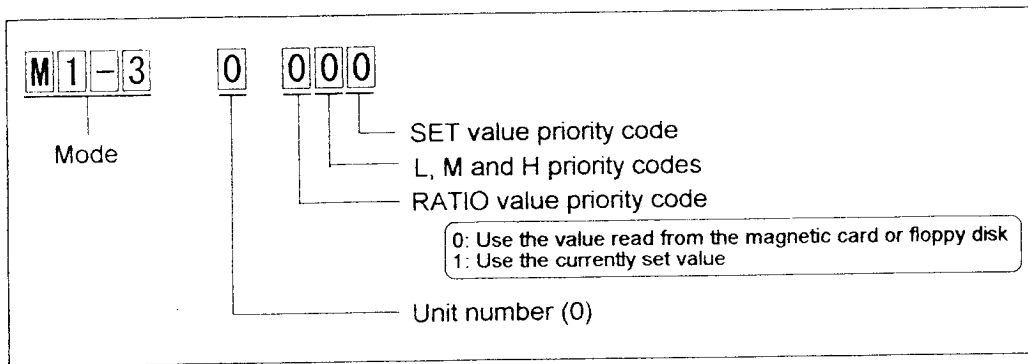 M1-3 0 000
SET value priority code
Mode
L, M and H priority codes
RATIO value priority code
0: Use the value read from the magnetic card or floppy disk
1: Use the currently set value
Unit number (0)